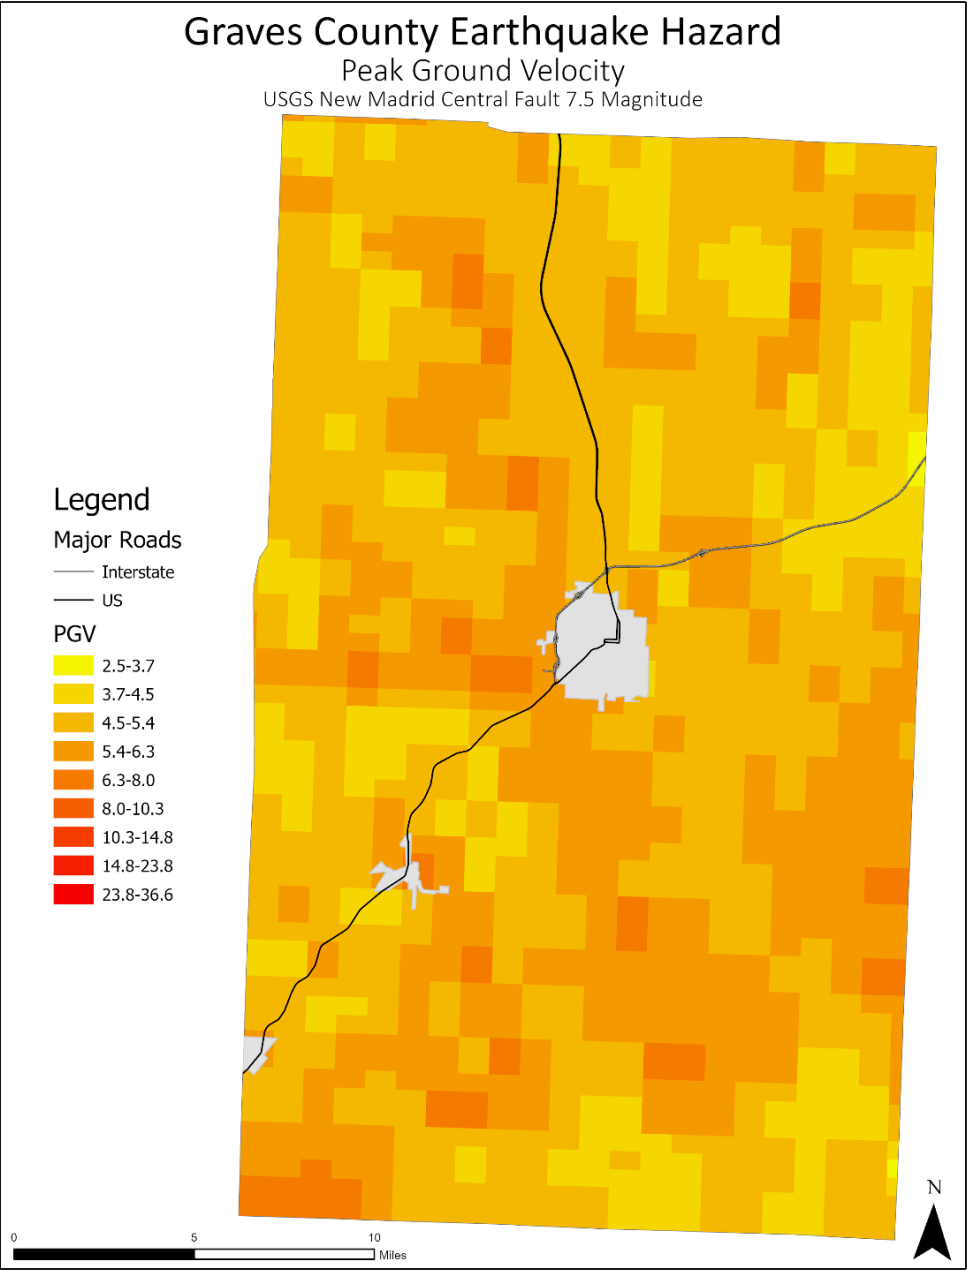 Graves County Earthquake Hazard
Peak Ground Velocity
USGS New Madrid Central Fault 7.5 Magnitude
Legend
Major Roads
Interstate
US
PGV
2.5-3.7
3.7-4.5
4.5-5.4
5.4-6.3
6.3-8.0
8.0-10.3
10.3-14.8
14.8-23.8
23.8-36.6
N
0 5 10
Miles